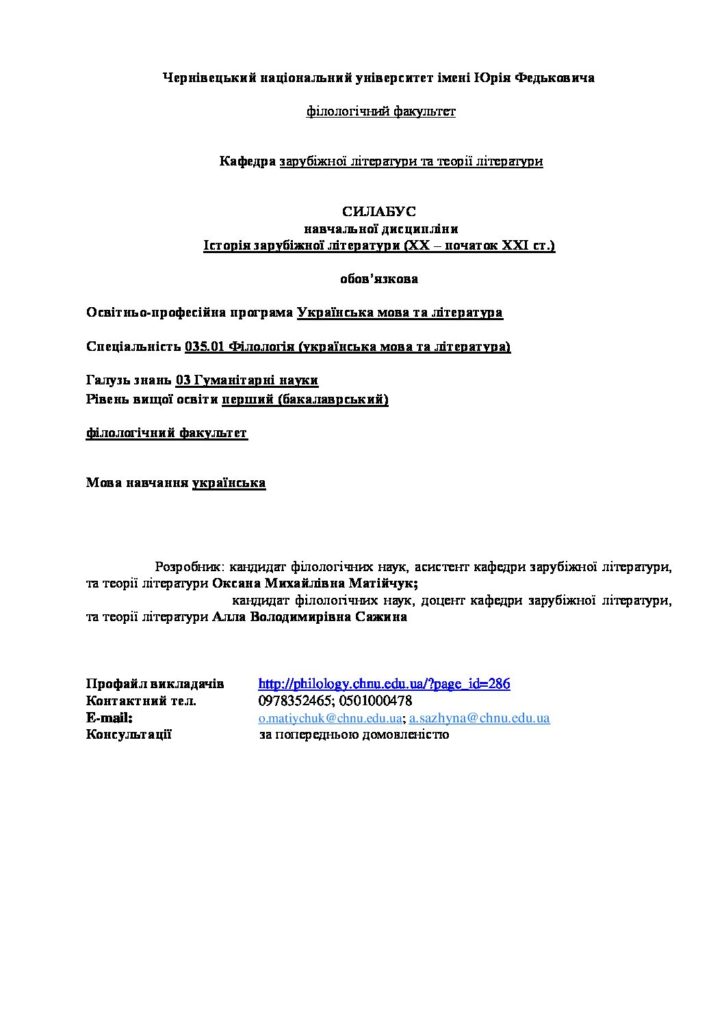 Чернівецький національний університет імені Юрія Федьковича
філологічний факультет
Кафедра зарубіжної літератури та теорії літератури
СИЛАБУС
навчальної дисципліни
Історія зарубіжної літератури (ХХ – початок ХХІ ст.)
обов’язкова
Освітньо-професійна програма Українська мова та література
Спеціальність 035.01 Філологія (українська мова та література)
Галузь знань 03 Гуманітарні науки
Рівень вищої освіти перший (бакалаврський)
філологічний факультет
Мова навчання українська
Розробник: кандидат філологічних наук, асистент кафедри зарубіжної літератури,
та теорії літератури Оксана Михайлівна Матійчук;
кандидат філологічних наук, доцент кафедри зарубіжної літератури,
та теорії літератури Алла Володимирівна Сажина
Профайл викладачів http://philology.chnu.edu.ua/?page_id=286
Контактний тел. 0978352465; 0501000478
E-mail: o.matiychuk@chnu.edu.ua; a.sazhyna@chnu.edu.ua
Консультації за попередньою домовленістю